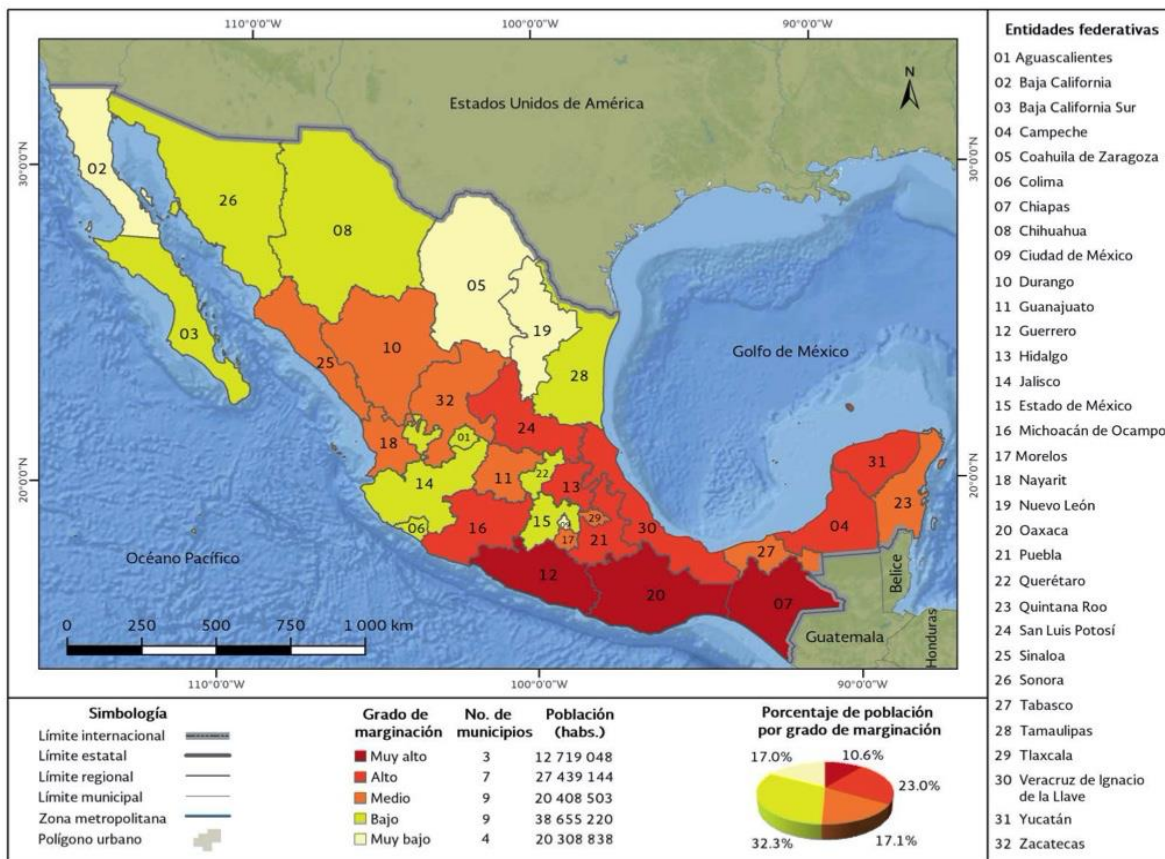 110°0'0"W
100°0'0"W
90°0'0"W
30°0'0"N
20°0'0"N
Estados Unidos de América
N
30°0'0"N
20°0'0"N
02
26
08
05
03
19
Golfo de México
10
25
28
32
24
18
01
31
14
11
22
13
23
06
16
15
09
29
30
04
17
21
27
Océano Pacífico
12
20
07
Belice
Guatemala
Honduras
0 250 500 750 1 000 km
110°0'0"W
100°0'0"W
90°0'0"W
Entidades federativas
01 Aguascalientes
02 Baja California
03 Baja California Sur
04 Campeche
05 Coahuila de Zaragoza
06 Colima
07 Chiapas
08 Chihuahua
09 Ciudad de México
10 Durango
11 Guanajuato
12 Guerrero
13 Hidalgo
14 Jalisco
15 Estado de México
16 Michoacán de Ocampo
17 Morelos
18 Nayarit
19 Nuevo León
20 Oaxaca
21 Puebla
22 Querétaro
23 Quintana Roo
24 San Luis Potosí
25 Sinaloa
26 Sonora
27 Tabasco
28 Tamaulipas
29 Tlaxcala
30 Veracruz de Ignacio
de la Llave
31 Yucatán
32 Zacatecas
Simbología
Límite internacional
Límite estatal
Límite regional
Límite municipal
Zona metropolitana
Polígono urbano
Grado de marginación No. de municipios Población (habs.)
Muy alto 3 12 719 048
Alto 7 27 439 144
Medio 9 20 408 503
Bajo 9 38 655 220
Muy bajo 4 20 308 838
Porcentaje de población
por grado de marginación
17.0%
10.6%
23.0%
32.3%
17.1%